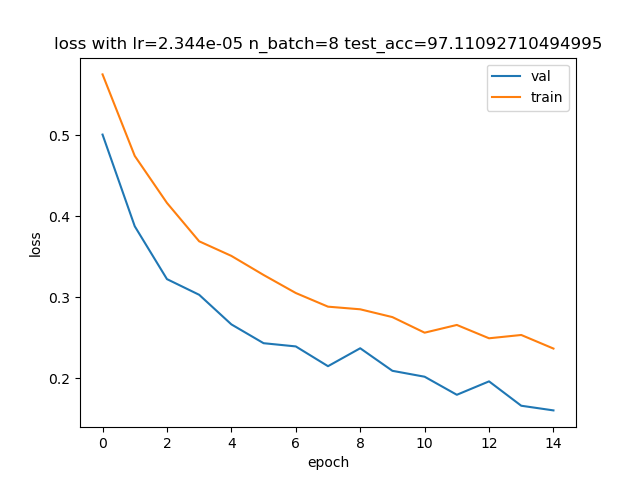 loss with lr=2.344e-05 n_batch=8 test_acc=97.11092710494995
val
train
0.5
0.4
0.3
0.2
loss
0 2 4 6 8 10 12 14
epoch